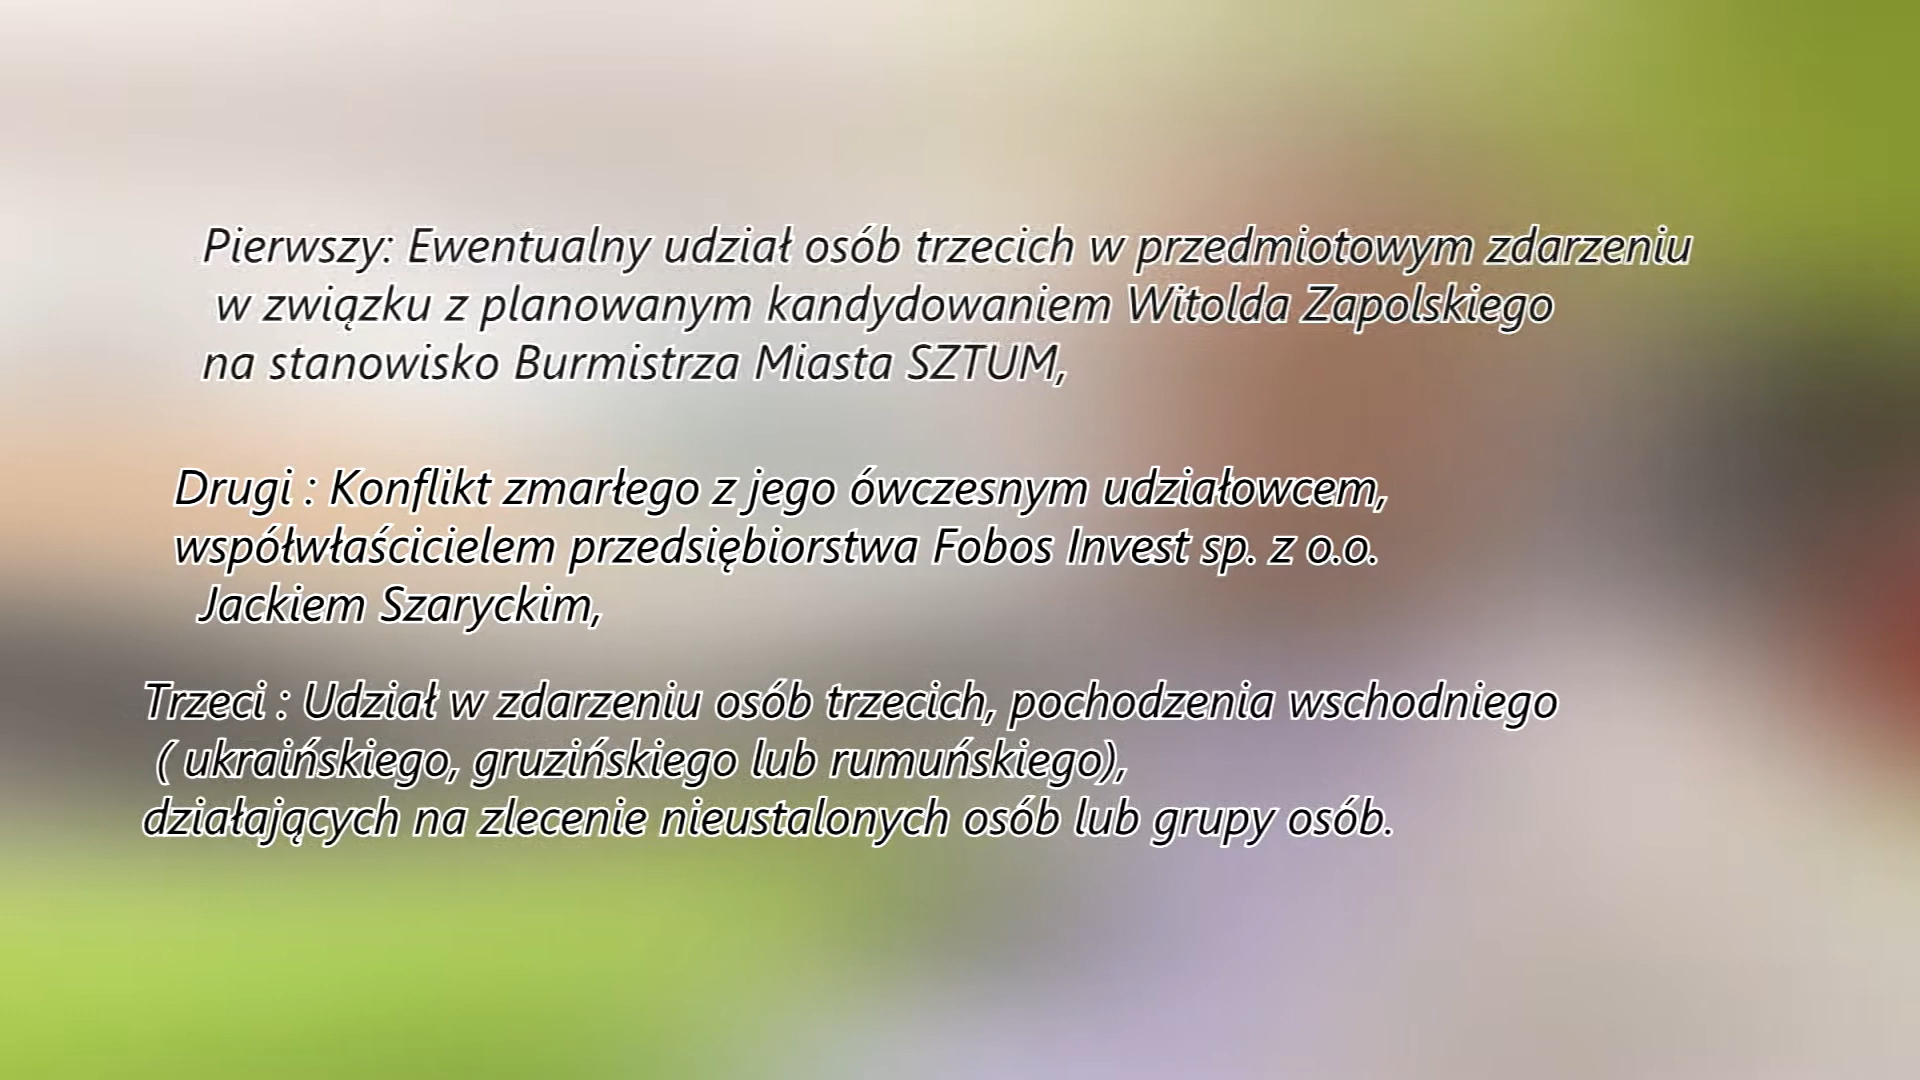 Pierwszy: Ewentualny udział osób trzecich w przedmiotowym zdarzeniu
w związku z planowanym kandydowaniem Witolda Zapolskiego
na stanowisko Burmistrza Miasta SZTUM,
Drugi : Konflikt zmarłego z jego ówczesnym udziałowcem,
współwłaścicielem przedsiębiorstwa Fobos Invest sp. z o.o.
Jackiem Szaryckim,
Trzeci : Udział w zdarzeniu osób trzecich, pochodzenia wschodniego
( ukraińskiego, gruzińskiego lub rumuńskiego),
działających na zlecenie nieustalonych osób lub grupy osób.